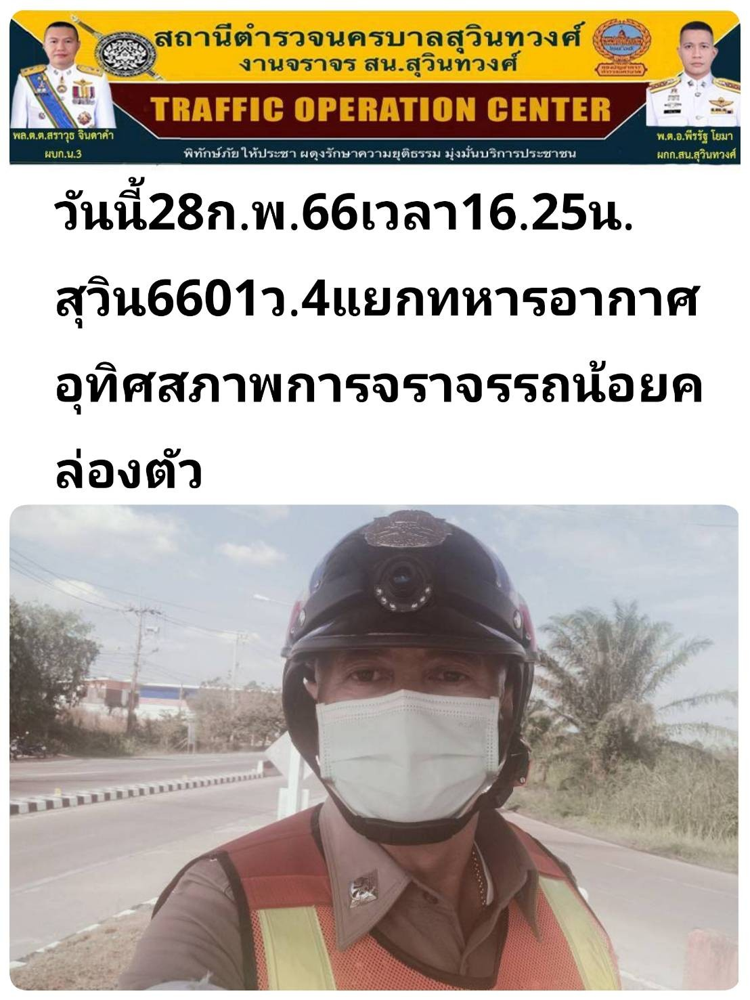 สถานีตำรวจนครบาลสุวินทวงศ์
งานจราจร สน.สุวินทวงศ์
TRAFFIC OPERATION CENTER
พล.ต.ต.สราวุธ จินดาคำ
ผบก.น.3
พิทักษ์ภัย ให้ประชา ผดุงรักษาความยุติธรรม มุ่งมั่นบริการประชาชน
พ.ต.อ.พีรรัฐ โยมา
ผกก.สน.สุวินทวงศ์
วันนี้28ก.พ.66เวลา16.25น.
สุวิน6601ว.4แยกทหารอากาศ
อุทิศสภาพการจราจรรถน้อยค
ล่องตัว